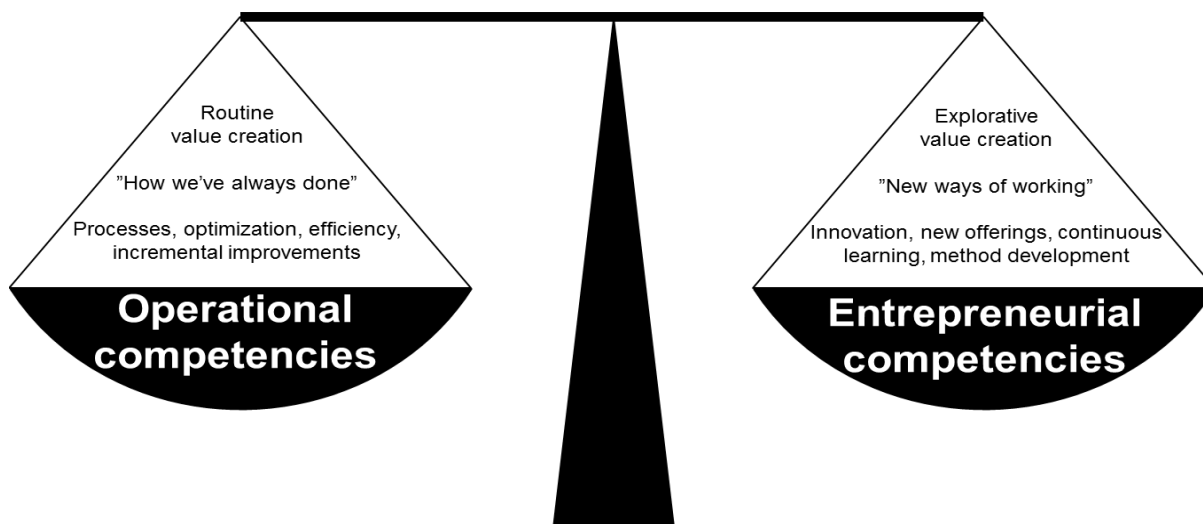 Routine
value creation
”How we’ve always done”
Processes, optimization, efficiency,
incremental improvements
Operational
competencies
Explorative
value creation
”New ways of working”
Innovation, new offerings, continuous
learning, method development
Entrepreneurial
competencies